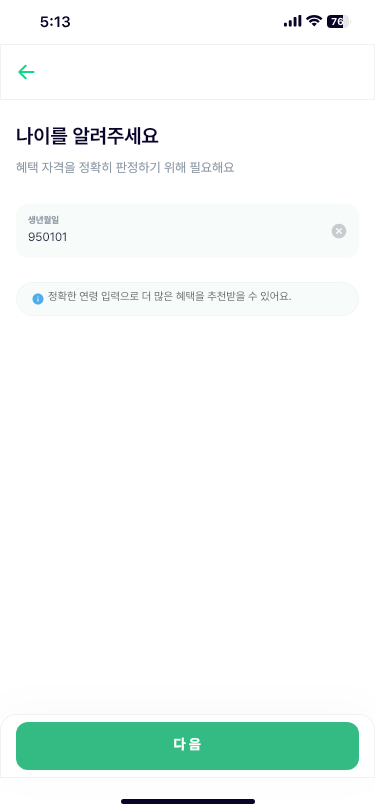 5:13
76
나이를 알려주세요
혜택 자격을 정확히 판정하기 위해 필요해요
생년월일
950101
정확한 연령 입력으로 더 많은 혜택을 추천받을 수 있어요.
다음